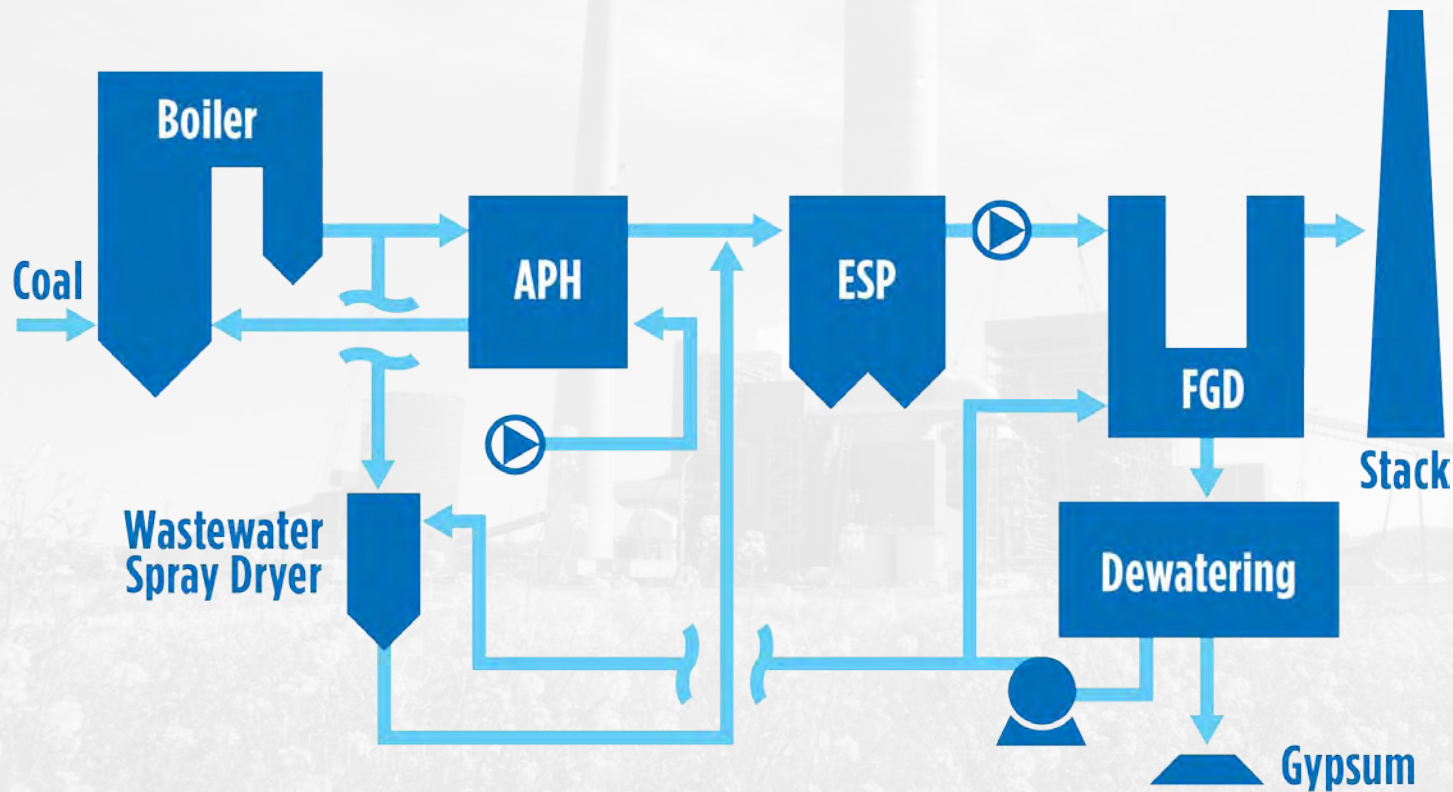 Boiler
Coal
APH
ESP
FGD
Stack
Wastewater
Spray Dryer
Dewatering
Gypsum